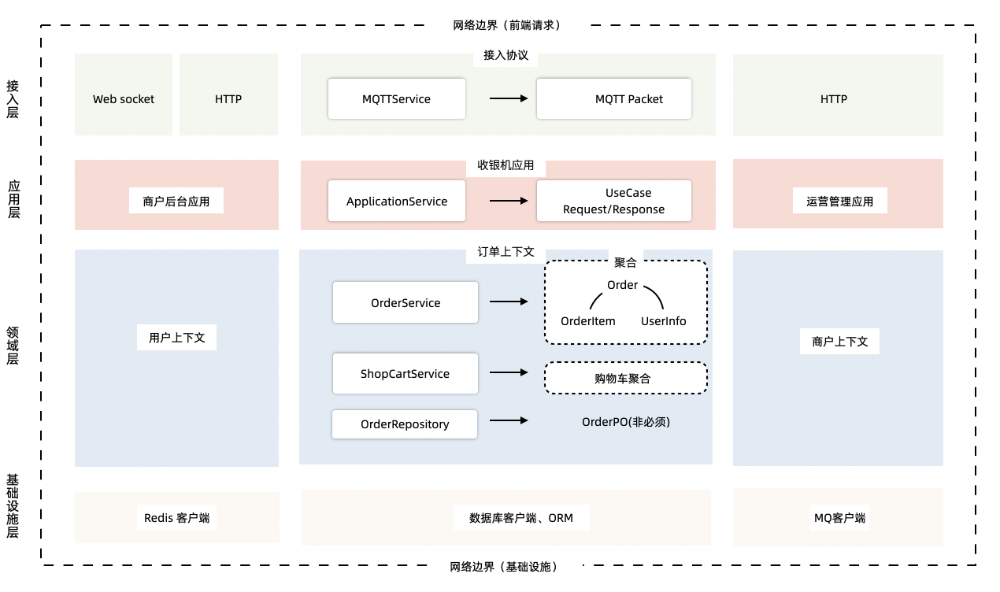 网络边界（前端请求）
接入层
接入协议
Web socket
HTTP
MQTTService
MQTT Packet
HTTP
应用层
收银机应用
商户后台应用
ApplicationService
UseCase
Request/Response
运营管理应用
领域层
订单上下文
用户上下文
OrderService
聚合
Order
OrderItem
UserInfo
ShopCartService
购物车聚合
OrderRepository
OrderPO(非必须)
商户上下文
基础设施层
Redis 客户端
数据库客户端、ORM
MQ客户端
网络边界（基础设施）